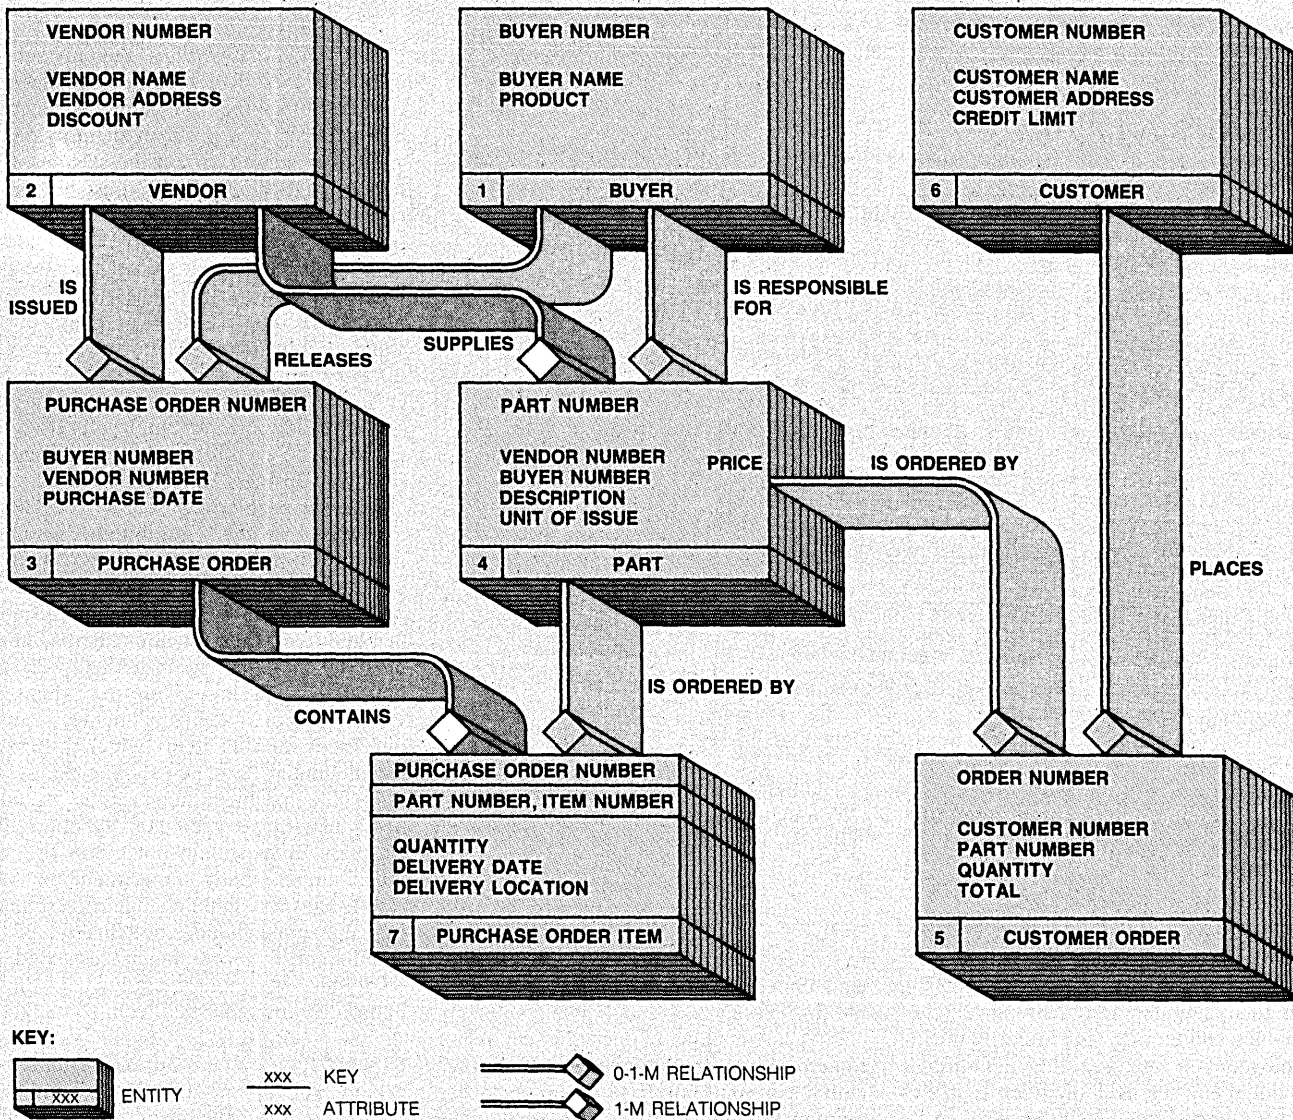 VENDOR NUMBER
VENDOR NAME
VENDOR ADDRESS
DISCOUNT
2 VENDOR
BUYER NUMBER
BUYER NAME
PRODUCT
1 BUYER
CUSTOMER NUMBER
CUSTOMER NAME
CUSTOMER ADDRESS
CREDIT LIMIT
6 CUSTOMER
IS
ISSUED
RELEASES
SUPPLIES
IS RESPONSIBLE
FOR
PURCHASE ORDER NUMBER
BUYER NUMBER
VENDOR NUMBER
PURCHASE DATE
3 PURCHASE ORDER
PART NUMBER
VENDOR NUMBER
BUYER NUMBER
DESCRIPTION
UNIT OF ISSUE
PRICE
4 PART
IS ORDERED BY
PLACES
CONTAINS
IS ORDERED BY
PURCHASE ORDER NUMBER
PART NUMBER, ITEM NUMBER
QUANTITY
DELIVERY DATE
DELIVERY LOCATION
7 PURCHASE ORDER ITEM
ORDER NUMBER
CUSTOMER NUMBER
PART NUMBER
QUANTITY
TOTAL
5 CUSTOMER ORDER
KEY:
xxx ENTITY
xxx KEY
xxx ATTRIBUTE
0-1-M RELATIONSHIP
1-M RELATIONSHIP